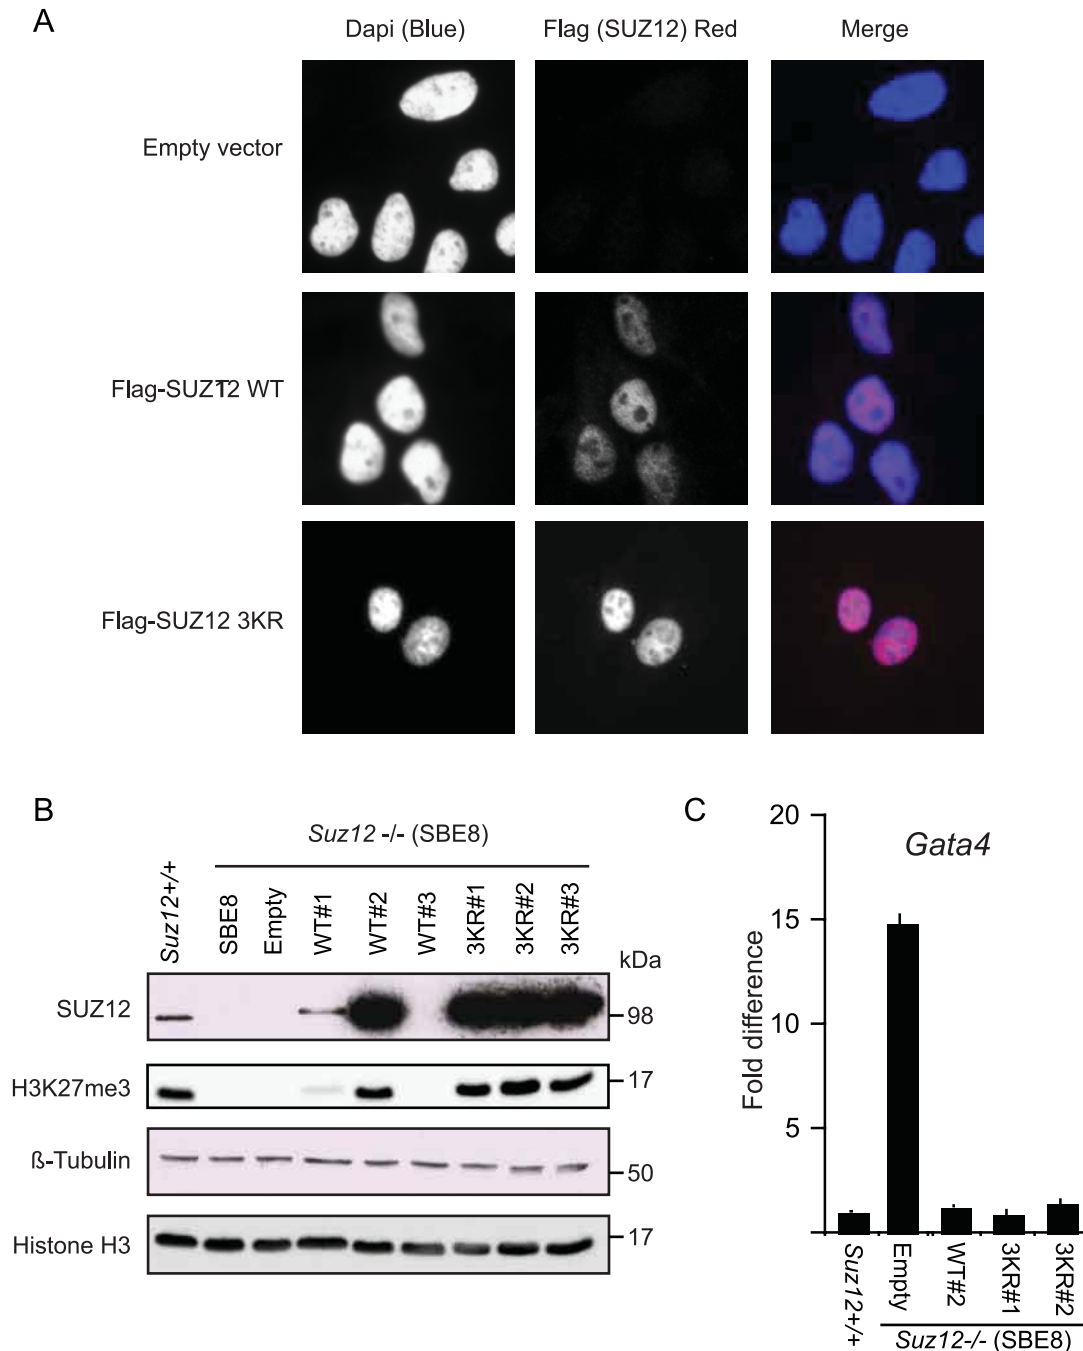 A
Dapi (Blue)
Flag (SUZ12) Red
Merge
Empty vector
Flag-SUZ12 WT
Flag-SUZ12 3KR
B
Suz12 -/- (SBE8)
Suz12+/+
SBE8
Empty
WT#1
WT#2
WT#3
3KR#1
3KR#2
3KR#3
kDa
SUZ12
98
H3K27me3
17
ß-Tubulin
50
Histone H3
17
C
Gata4
Fold difference
20
15
10
5
Suz12+/+
Empty
WT#2
3KR#1
3KR#2
Suz12-/- (SBE8)